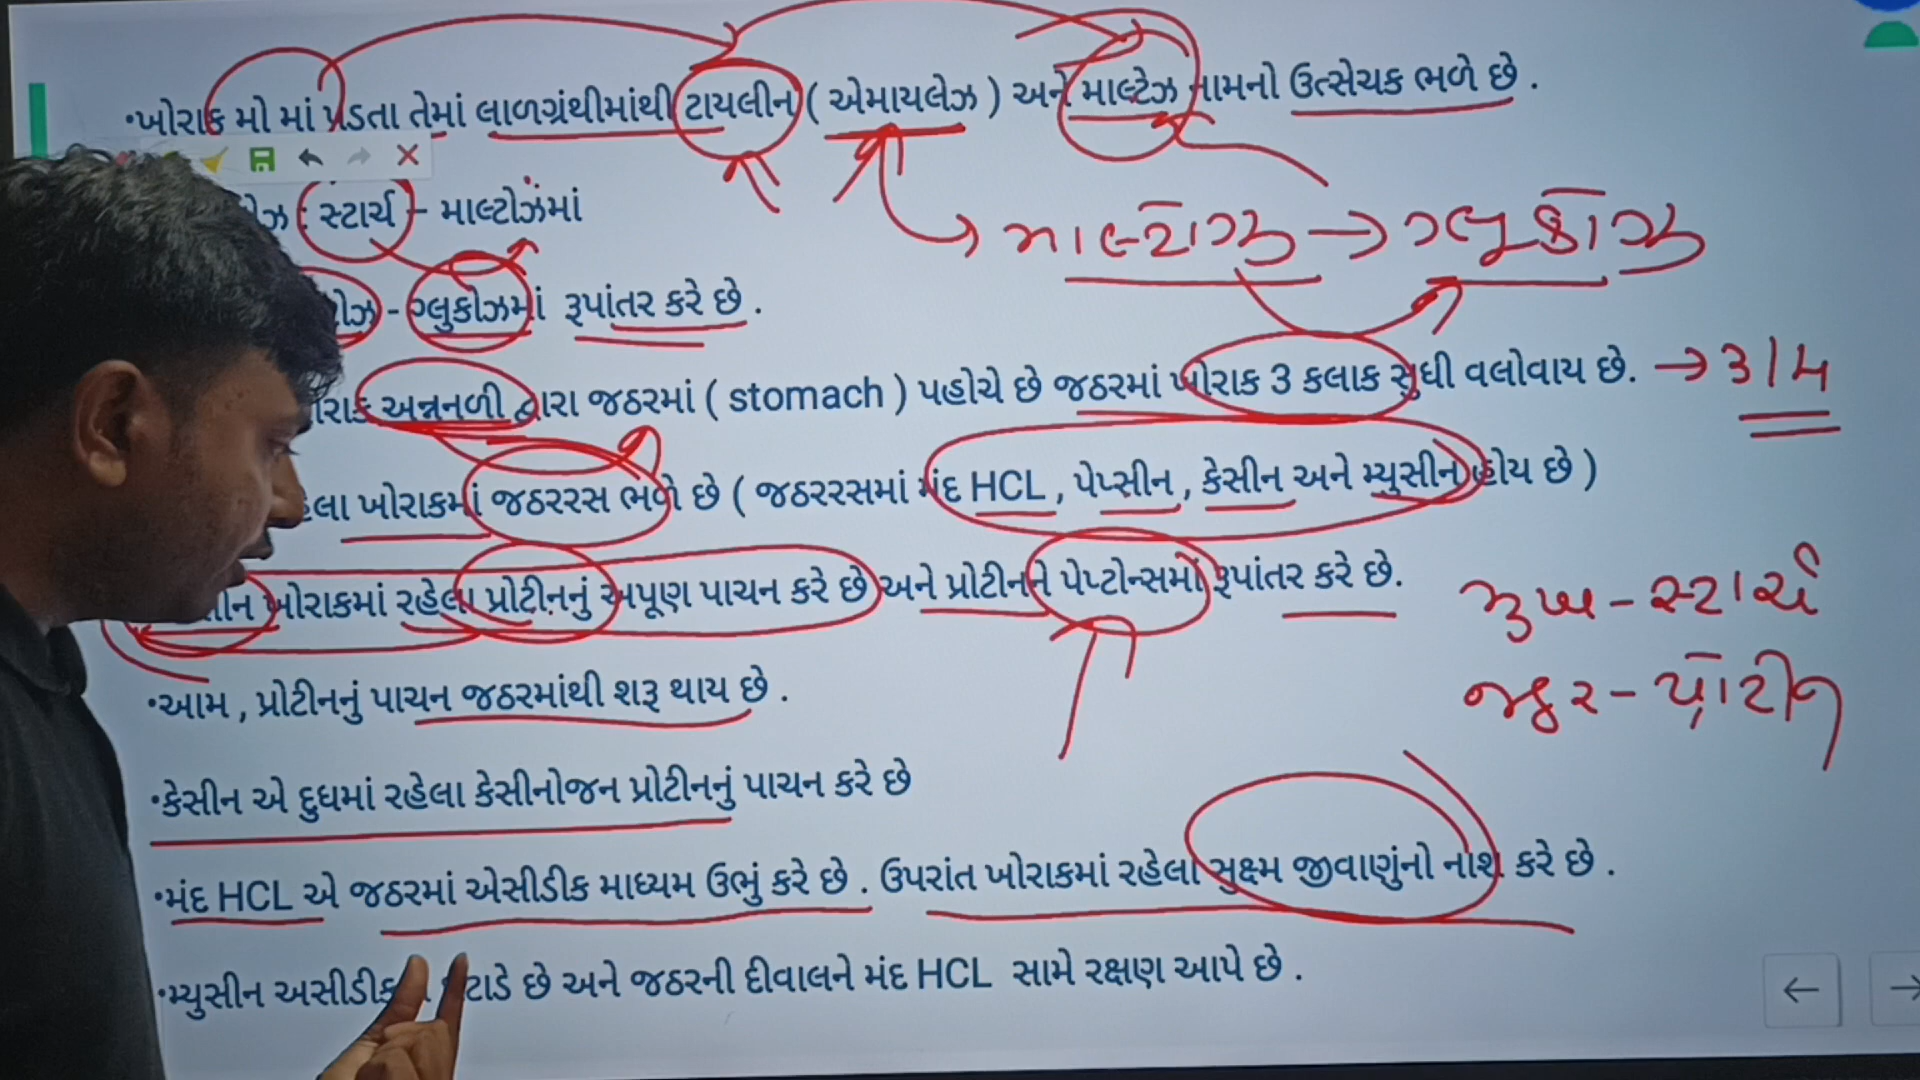 •ખોરાક મો માં પડતા તેમાં લાળગ્રંથીમાંથી ટાયલીન ( એમાયલેઝ ) અને માલ્ટેઝ નામનો ઉત્સેચક ભળે છે .
: સ્ટાર્ચ - માલ્ટોઝમાં
માલ્ટોઝ → ગ્લુકોઝ
- ગ્લુકોઝમાં રૂપાંતર કરે છે .
અન્નનળી દ્વારા જઠરમાં ( stomach ) પહોચે છે જઠરમાં ખોરાક 3 કલાક સુધી વલોવાય છે. → 3/4
ખોરાકમાં જઠરરસ ભળે છે ( જઠરરસમાં મંદ HCL , પેપ્સીન , કેસીન અને મ્યુસીન હોય છે )
ખોરાકમાં રહેલા પ્રોટીનનું અપૂણ પાચન કરે છે અને પ્રોટીનને પેપ્ટોન્સમાં રૂપાંતર કરે છે.
મુખ - સ્ટાર્ચ
જઠર - પ્રોટીન
•આમ , પ્રોટીનનું પાચન જઠરમાંથી શરૂ થાય છે .
•કેસીન એ દુધમાં રહેલા કેસીનોજન પ્રોટીનનું પાચન કરે છે
•મંદ HCL એ જઠરમાં એસીડીક માધ્યમ ઉભું કરે છે . ઉપરાંત ખોરાકમાં રહેલા સુક્ષ્મ જીવાણુંનો નાશ કરે છે .
•મ્યુસીન છે અને જઠરની દીવાલને મંદ HCL સામે રક્ષણ આપે છે .